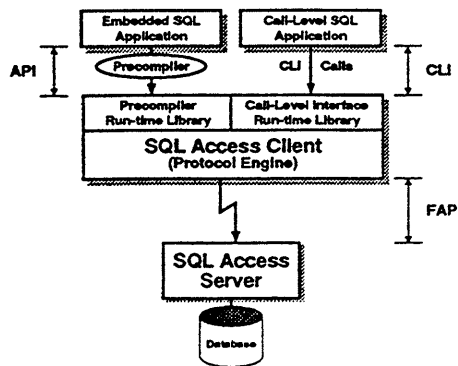 Embedded SQL
Application
Call-Level SQL
Application
API
Precompiler
CLI Calls
CLI
Precompiler
Run-time Library
Call-Level Interface
Run-time Library
SQL Access Client
(Protocol Engine)
FAP
SQL Access
Server
Database